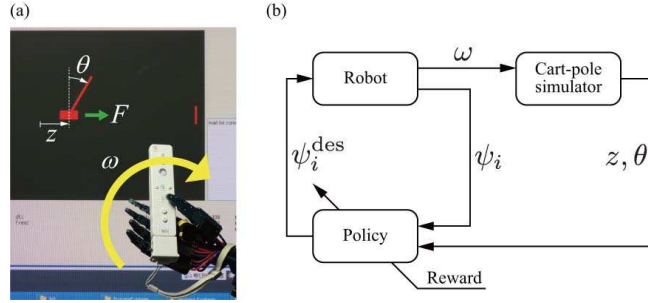 (a)
θ
F
z
ω
(b)
Robot
ω
Cart-pole
simulator
ψ_i^des
ψ_i
z, θ
Policy
Reward